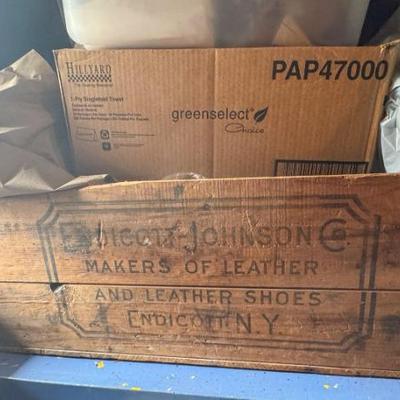 HILLYARD
PAP47000
1-Ply Singlefold Towel
greenselect
Choice
ENDICOTT-JOHNSON CO.
MAKERS OF LEATHER
AND LEATHER SHOES
ENDICOTT N.Y.